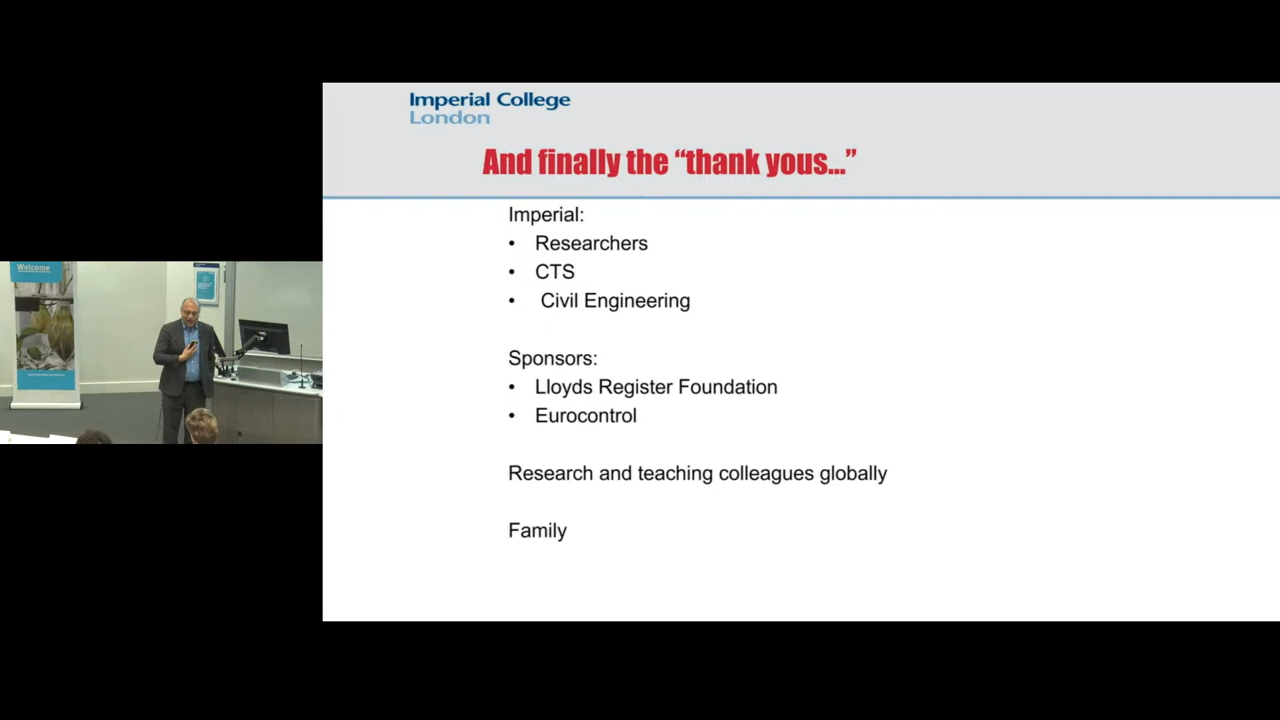 Imperial College
London
And finally the “thank yous...”
Imperial:
• Researchers
• CTS
• Civil Engineering
Sponsors:
• Lloyds Register Foundation
• Eurocontrol
Research and teaching colleagues globally
Family
Welcome